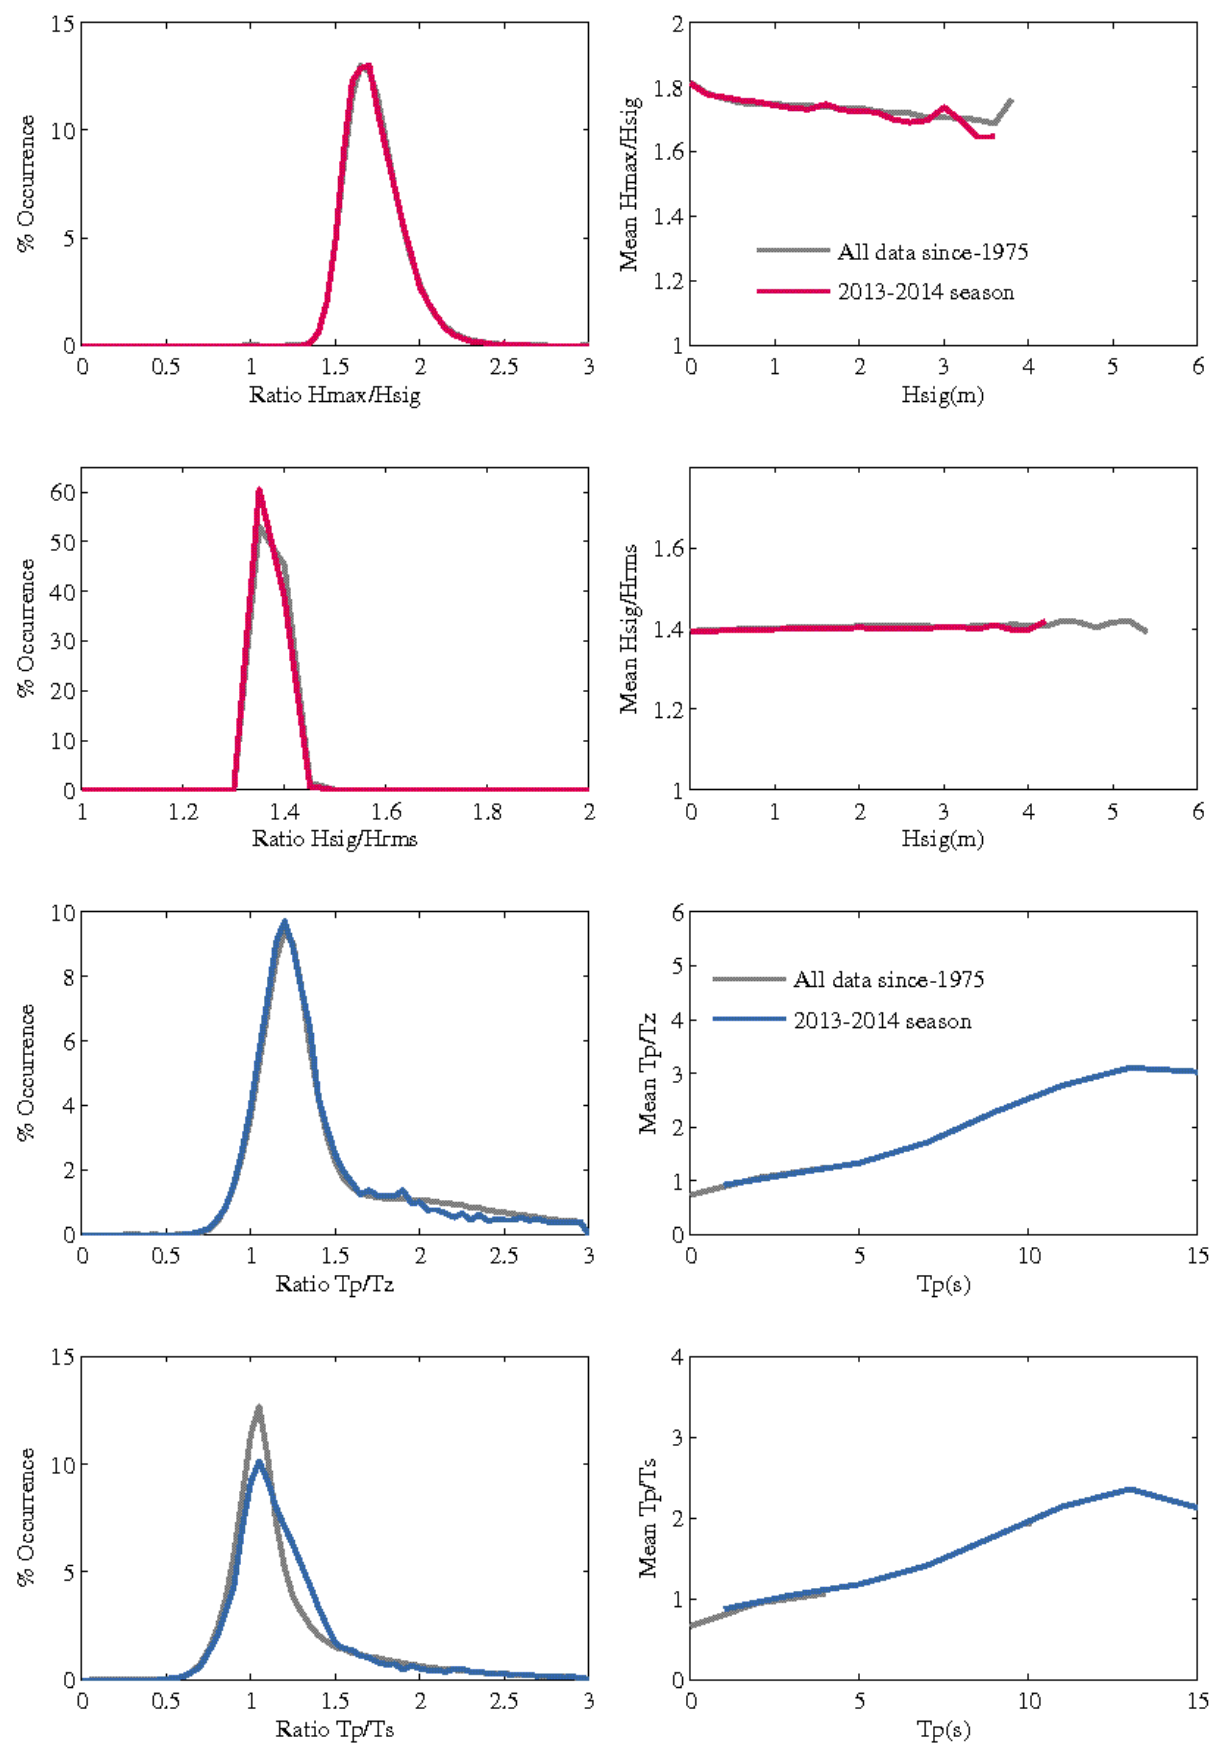 15
10
5
0
% Occurrence
0 0.5 1 1.5 2 2.5 3
Ratio Hmax/Hsig
2
1.8
1.6
1.4
1.2
1
Mean Hmax/Hsig
All data since-1975
2013-2014 season
0 1 2 3 4 5 6
Hsig(m)
60
50
40
30
20
10
0
% Occurrence
1 1.2 1.4 1.6 1.8 2
Ratio Hsig/Hrms
1.6
1.4
1.2
1
Mean Hsig/Hrms
0 1 2 3 4 5 6
Hsig(m)
10
8
6
4
2
0
% Occurrence
0 0.5 1 1.5 2 2.5 3
Ratio Tp/Tz
6
5
4
3
2
1
0
Mean Tp/Tz
All data since-1975
2013-2014 season
0 5 10 15
Tp(s)
15
10
5
0
% Occurrence
0 0.5 1 1.5 2 2.5 3
Ratio Tp/Ts
4
3
2
1
0
Mean Tp/Ts
0 5 10 15
Tp(s)